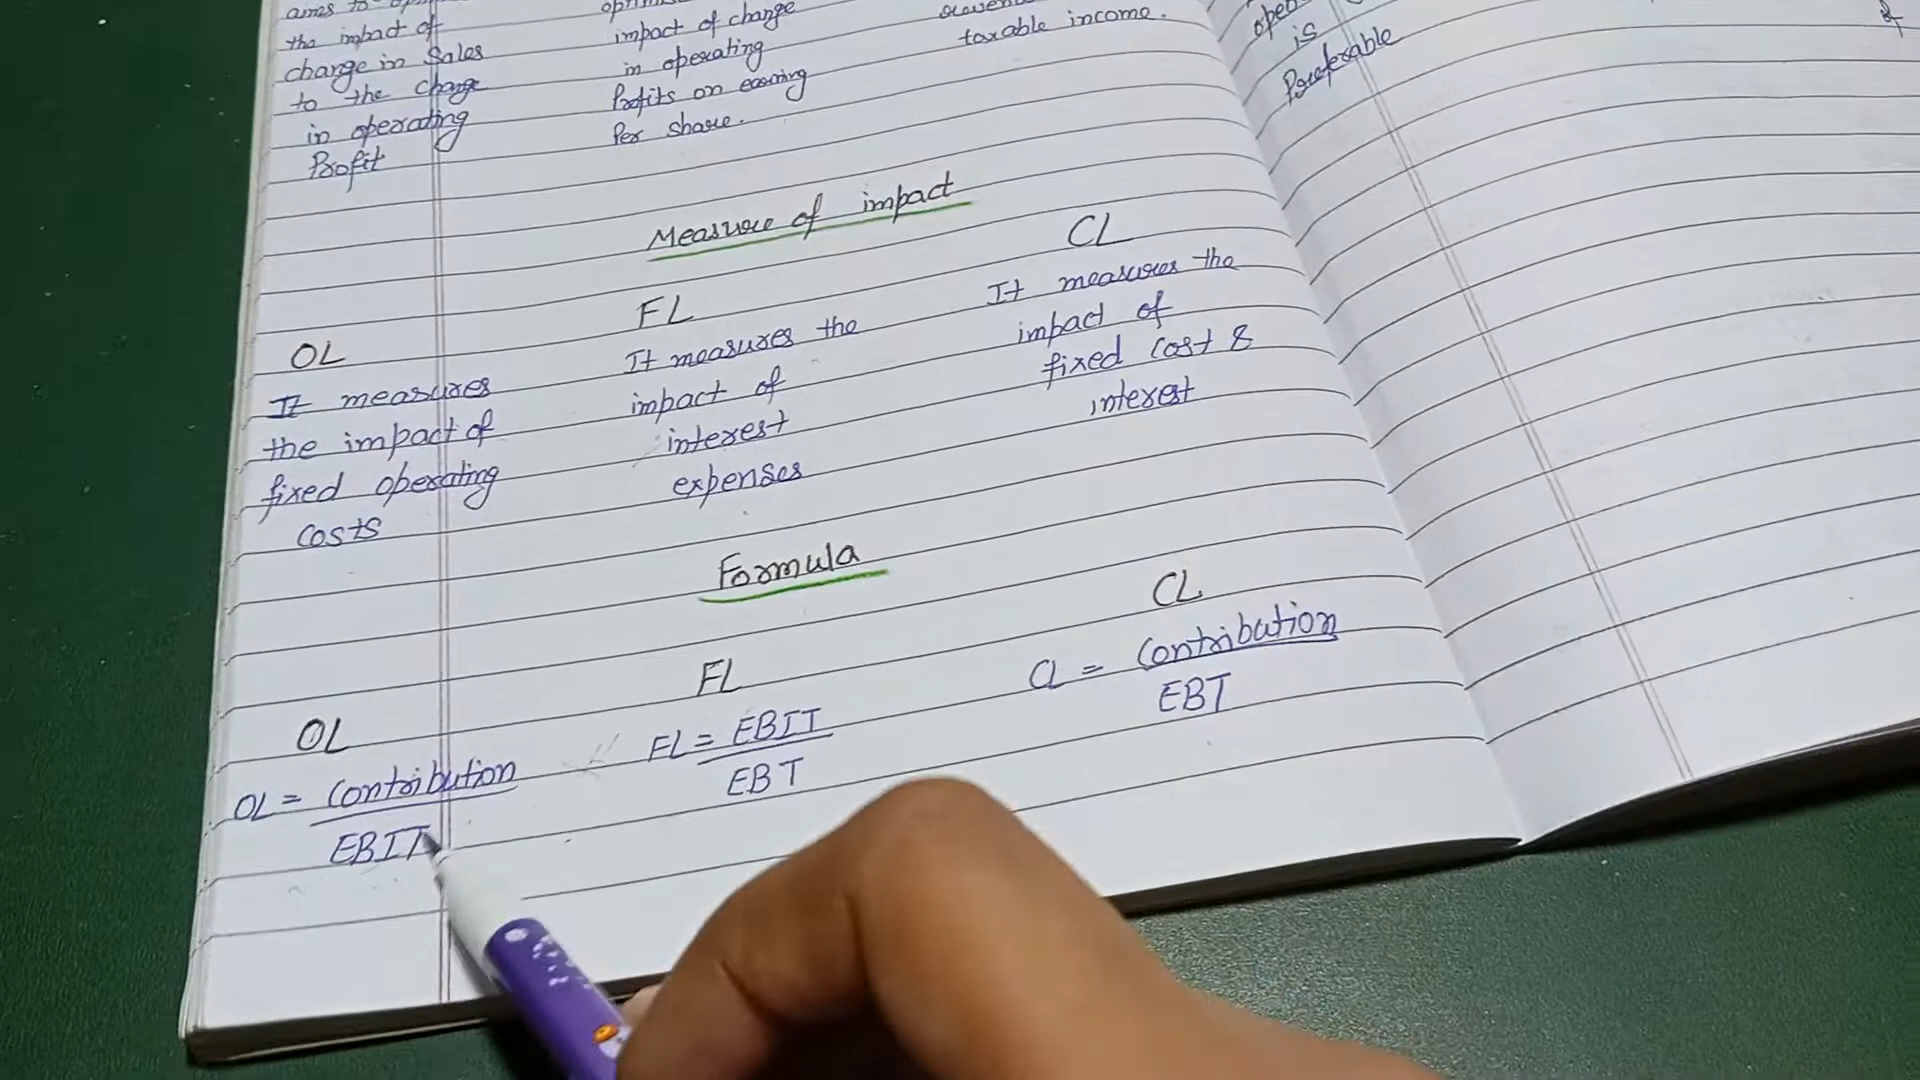 aims to
the impact of
change in Sales
to the change
in operating
Profit
impact of change
in operating
Profits on earning
Per share.
taxable income.
is
Preferable
Measure of impact
OL
It measures
the impact of
fixed operating
costs
FL
It measures the
impact of
interest
expenses
CL
It measures the
impact of
fixed cost &
interest
Formula
OL
OL = Contribution
EBIT
FL
FL = EBIT
EBT
CL
CL = Contribution
EBT